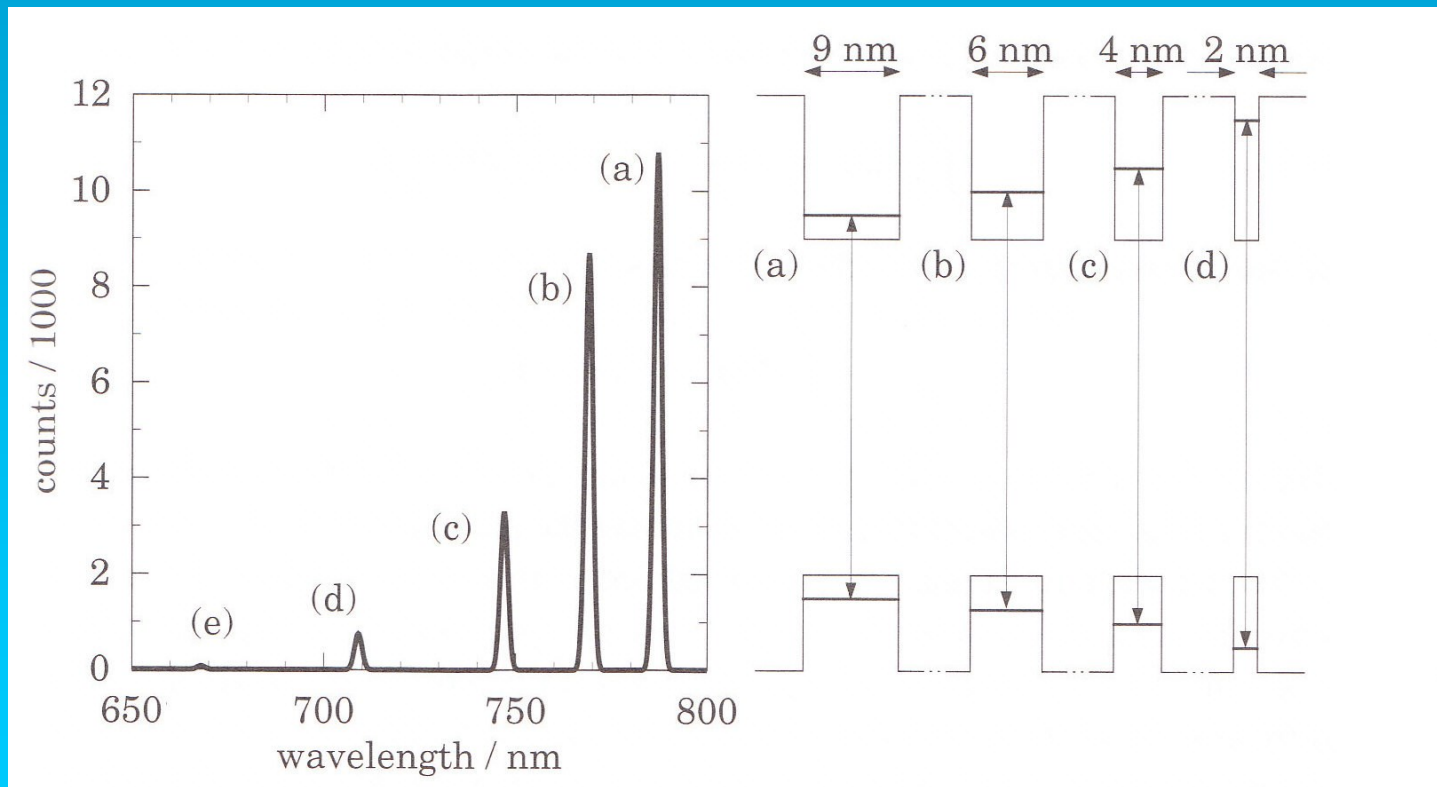 9 nm 6 nm 4 nm 2 nm
12
10
8
6
4
2
0
counts / 1000
(a)
(b)
(c)
(d)
(e)
650 700 750 800
wavelength / nm
(a) (b) (c) (d)